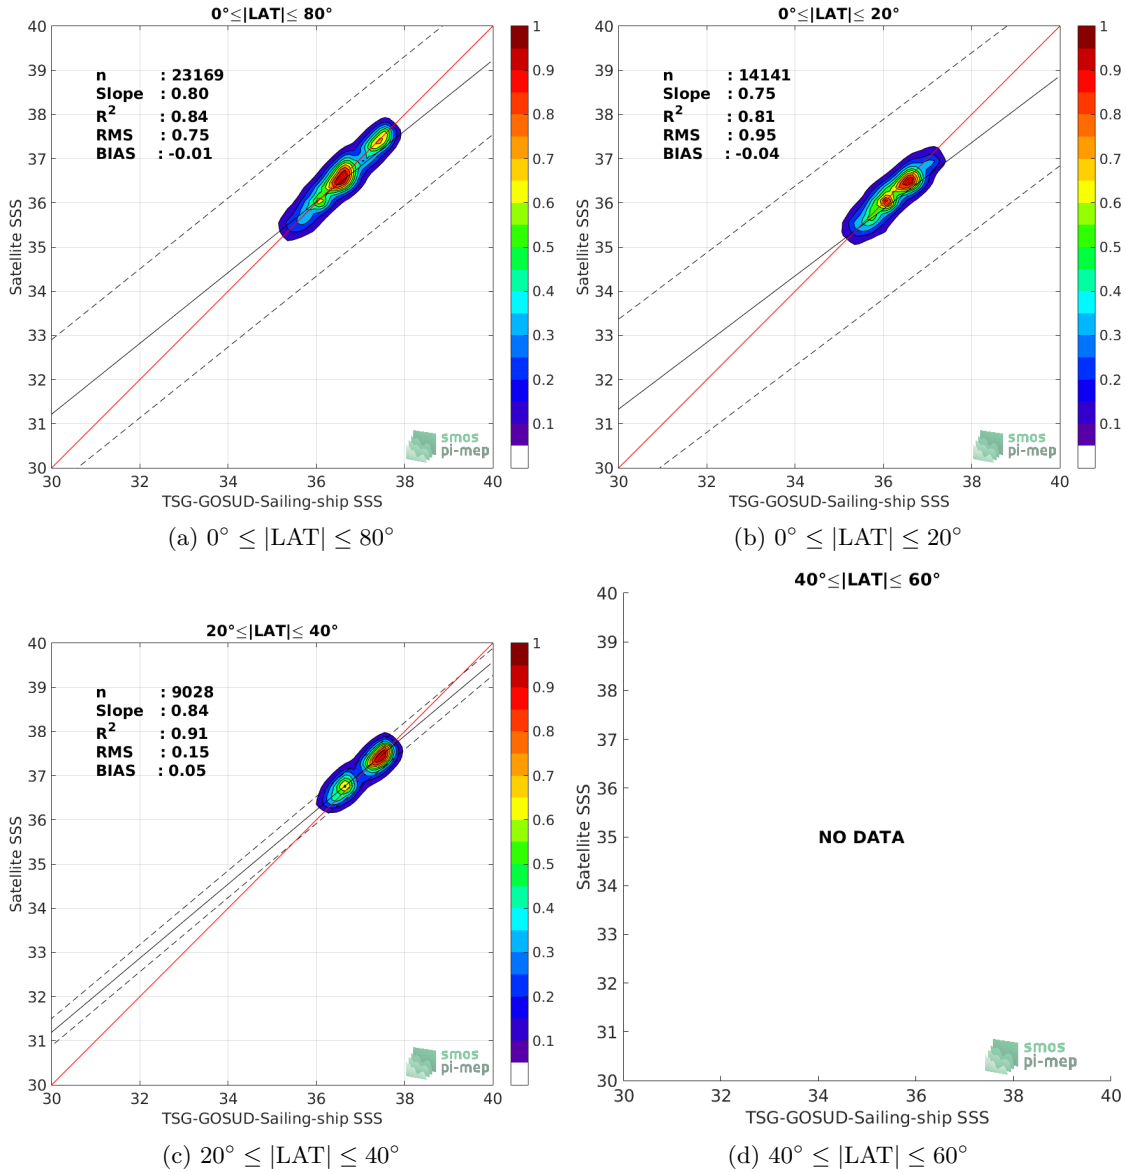 0°≤|LAT|≤ 80°
n : 23169
Slope : 0.80
R² : 0.84
RMS : 0.75
BIAS : -0.01
40
39
38
37
36
35
34
33
32
31
30
Satellite SSS
30 32 34 36 38 40
TSG-GOSUD-Sailing-ship SSS
1
0.9
0.8
0.7
0.6
0.5
0.4
0.3
0.2
0.1
smos
pi-mep
(a) 0° ≤ |LAT| ≤ 80°
0°≤|LAT|≤ 20°
n : 14141
Slope : 0.75
R² : 0.81
RMS : 0.95
BIAS : -0.04
40
39
38
37
36
35
34
33
32
31
30
Satellite SSS
30 32 34 36 38 40
TSG-GOSUD-Sailing-ship SSS
1
0.9
0.8
0.7
0.6
0.5
0.4
0.3
0.2
0.1
smos
pi-mep
(b) 0° ≤ |LAT| ≤ 20°
20°≤|LAT|≤ 40°
n : 9028
Slope : 0.84
R² : 0.91
RMS : 0.15
BIAS : 0.05
40
39
38
37
36
35
34
33
32
31
30
Satellite SSS
30 32 34 36 38 40
TSG-GOSUD-Sailing-ship SSS
1
0.9
0.8
0.7
0.6
0.5
0.4
0.3
0.2
0.1
smos
pi-mep
(c) 20° ≤ |LAT| ≤ 40°
40°≤|LAT|≤ 60°
40
39
38
37
36
35
34
33
32
31
30
Satellite SSS
NO DATA
30 32 34 36 38 40
TSG-GOSUD-Sailing-ship SSS
smos
pi-mep
(d) 40° ≤ |LAT| ≤ 60°